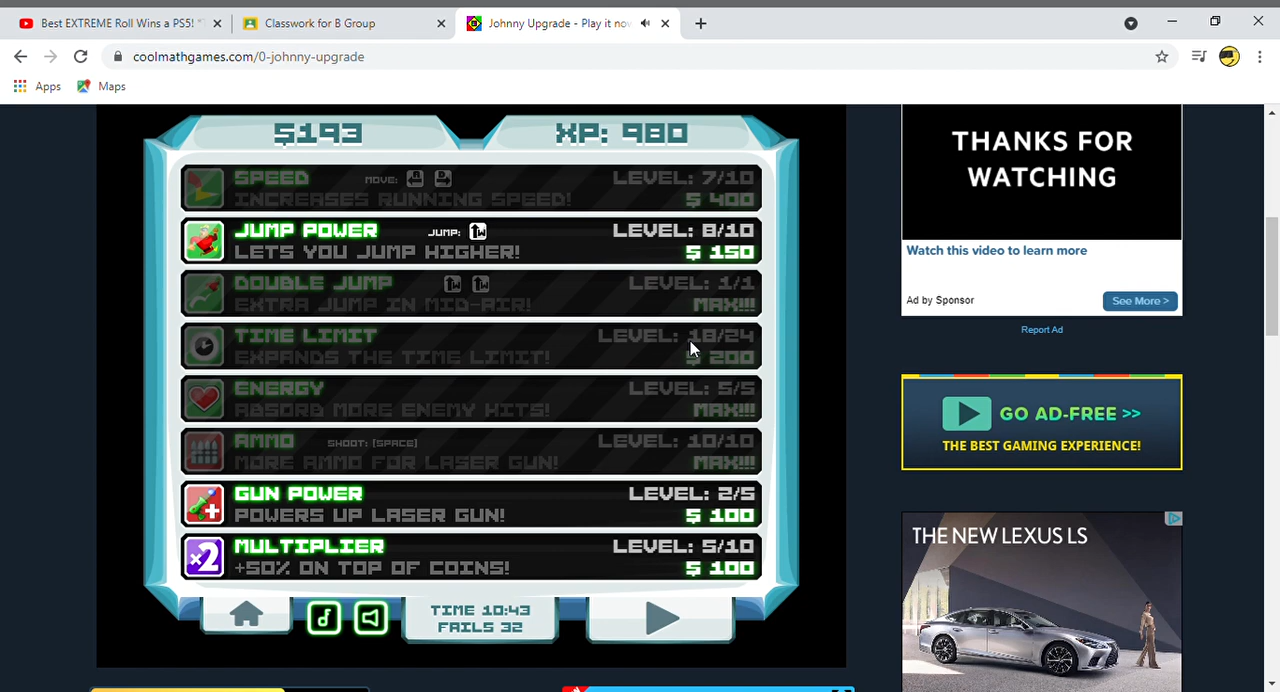 Best EXTREME Roll Wins a PS5! "
Classwork for B Group
Johnny Upgrade - Play it now
coolmathgames.com/0-johnny-upgrade
Apps
Maps
$193
XP: 980
SPEED MOVE: LEVEL: 7/10
INCREASES RUNNING SPEED! $ 400
JUMP POWER JUMP: W LEVEL: 8/10
LETS YOU JUMP HIGHER! $ 150
DOUBLE JUMP W W LEVEL: 1/1
EXTRA JUMP IN MID-AIR! MAX!!!
TIME LIMIT LEVEL: 18/24
EXPANDS THE TIME LIMIT! $ 200
ENERGY LEVEL: 5/5
ABSORB MORE ENEMY HITS! MAX!!!
AMMO SHOOT: [SPACE] LEVEL: 10/10
MORE AMMO FOR LASER GUN! MAX!!!
GUN POWER LEVEL: 2/5
POWERS UP LASER GUN! $ 100
x2 MULTIPLIER LEVEL: 5/10
+50% ON TOP OF COINS! $ 100
TIME 10:43
FAILS 32
THANKS FOR
WATCHING
Watch this video to learn more
Ad by Sponsor
See More >
Report Ad
GO AD-FREE >>
THE BEST GAMING EXPERIENCE!
THE NEW LEXUS LS